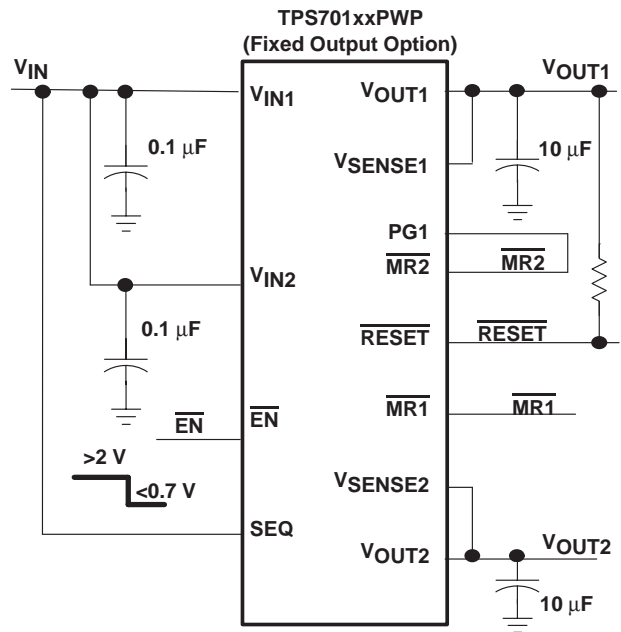 TPS701xxPWP
(Fixed Output Option)
VIN
VIN1
VOUT1
VOUT1
0.1 μF
10 μF
VSENSE1
PG1
MR2
MR2
VIN2
0.1 μF
RESET
RESET
EN
EN
MR1
MR1
>2 V
<0.7 V
VSENSE2
SEQ
VOUT2
VOUT2
10 μF